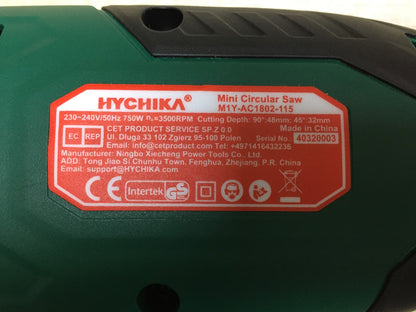 HYCHIKA®
Mini Circular Saw
M1Y-AC1802-115
230~240V/50Hz 750W n₀=3500RPM Cutting Depth: 90°:48mm; 45°:32mm
EC REP
CET PRODUCT SERVICE SP.Z O.O
Ul. Dluga 33 102 Zgierz 95-100 Polen
Email: info@cetproduct.com Tel: +4971416432236
Made in China
Serial No.: 40320003
Manufacturer: Ningbo Xiecheng Power Tools Co., Ltd.
ADD: Tong Jiao Si Chunhu Town, Fenghua, Zhejiang, P.R. China
Email: support@HYCHIKA.com
CE
Intertek
GS